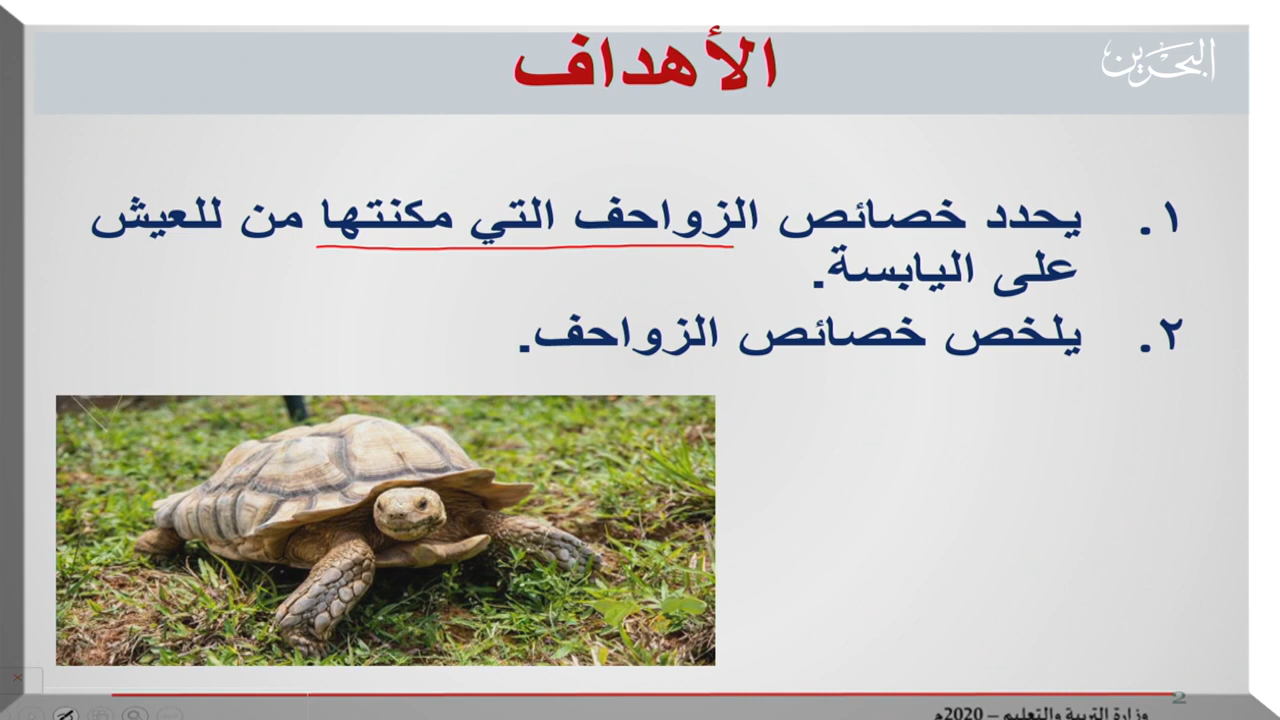 الأهداف
البحرين
١. يحدد خصائص الزواحف التي مكنتها من للعيش
على اليابسة.
٢. يلخص خصائص الزواحف.
2
وزارة التربية والتعليم – 2020م